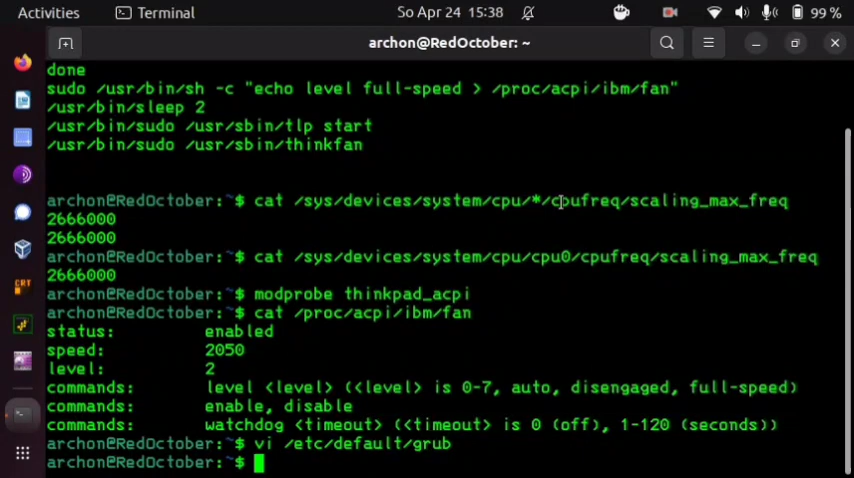 Activities
Terminal
So Apr 24 15:38
99 %
archon@RedOctober: ~
done
sudo /usr/bin/sh -c "echo level full-speed > /proc/acpi/ibm/fan"
/usr/bin/sleep 2
/usr/bin/sudo /usr/sbin/tlp start
/usr/bin/sudo /usr/sbin/thinkfan
archon@RedOctober:~$ cat /sys/devices/system/cpu/*/cpufreq/scaling_max_freq
2666000
2666000
archon@RedOctober:~$ cat /sys/devices/system/cpu/cpu0/cpufreq/scaling_max_freq
2666000
archon@RedOctober:~$ modprobe thinkpad_acpi
archon@RedOctober:~$ cat /proc/acpi/ibm/fan
status: enabled
speed: 2050
level: 2
commands: level <level> (<level> is 0-7, auto, disengaged, full-speed)
commands: enable, disable
commands: watchdog <timeout> (<timeout> is 0 (off), 1-120 (seconds))
archon@RedOctober:~$ vi /etc/default/grub
archon@RedOctober:~$
CRT